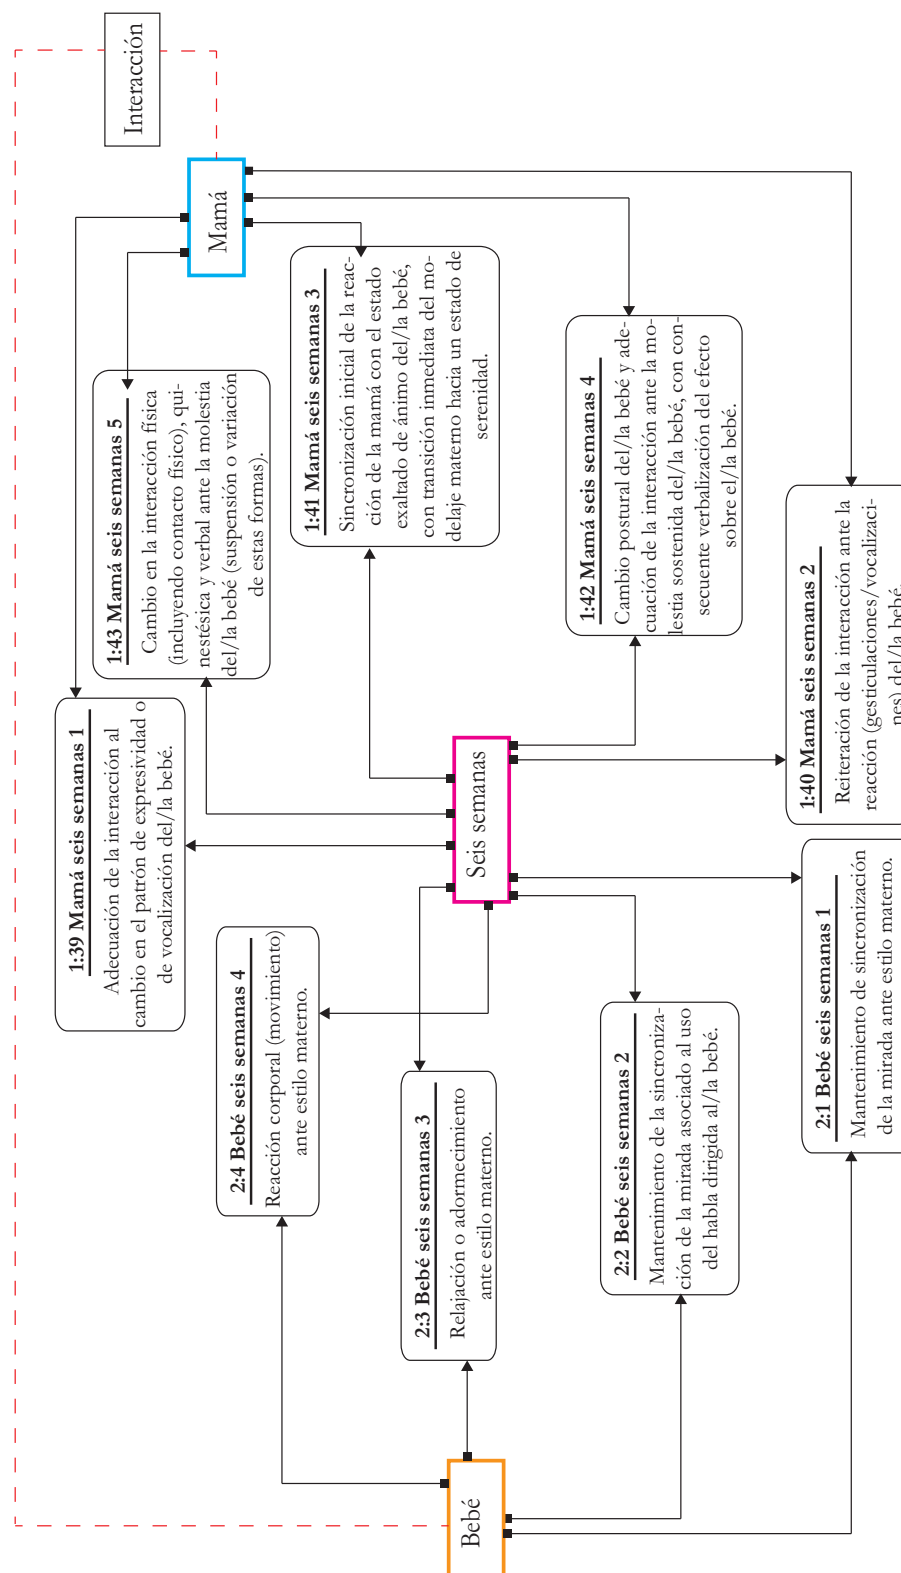 Interacción
Mamá
1:43 Mamá seis semanas 5
Cambio en la interacción física
(incluyendo contacto físico), qui-
nestésica y verbal ante la molestia
del/la bebé (suspensión o variación
de estas formas).
1:41 Mamá seis semanas 3
Sincronización inicial de la reac-
ción de la mamá con el estado
exaltado de ánimo del/la bebé,
con transición inmediata del mo-
delaje materno hacia un estado de
serenidad.
1:42 Mamá seis semanas 4
Cambio postural del/la bebé y ade-
cuación de la interacción ante la mo-
lestia sostenida del/la bebé, con con-
secuente verbalización del efecto
sobre el/la bebé.
1:40 Mamá seis semanas 2
Reiteración de la interacción ante la
reacción (gesticulaciones/vocalizaci-
nes) del/la bebé.
1:39 Mamá seis semanas 1
Adecuación de la interacción al
cambio en el patrón de expresividad o
de vocalización del/la bebé.
Seis semanas
2:4 Bebé seis semanas 4
Reacción corporal (movimiento)
ante estilo materno.
2:3 Bebé seis semanas 3
Relajación o adormecimiento
ante estilo materno.
2:2 Bebé seis semanas 2
Mantenimiento de la sincroniza-
ción de la mirada asociado al uso
del habla dirigida al/la bebé.
2:1 Bebé seis semanas 1
Mantenimiento de sincronización
de la mirada ante estilo materno.
Bebé